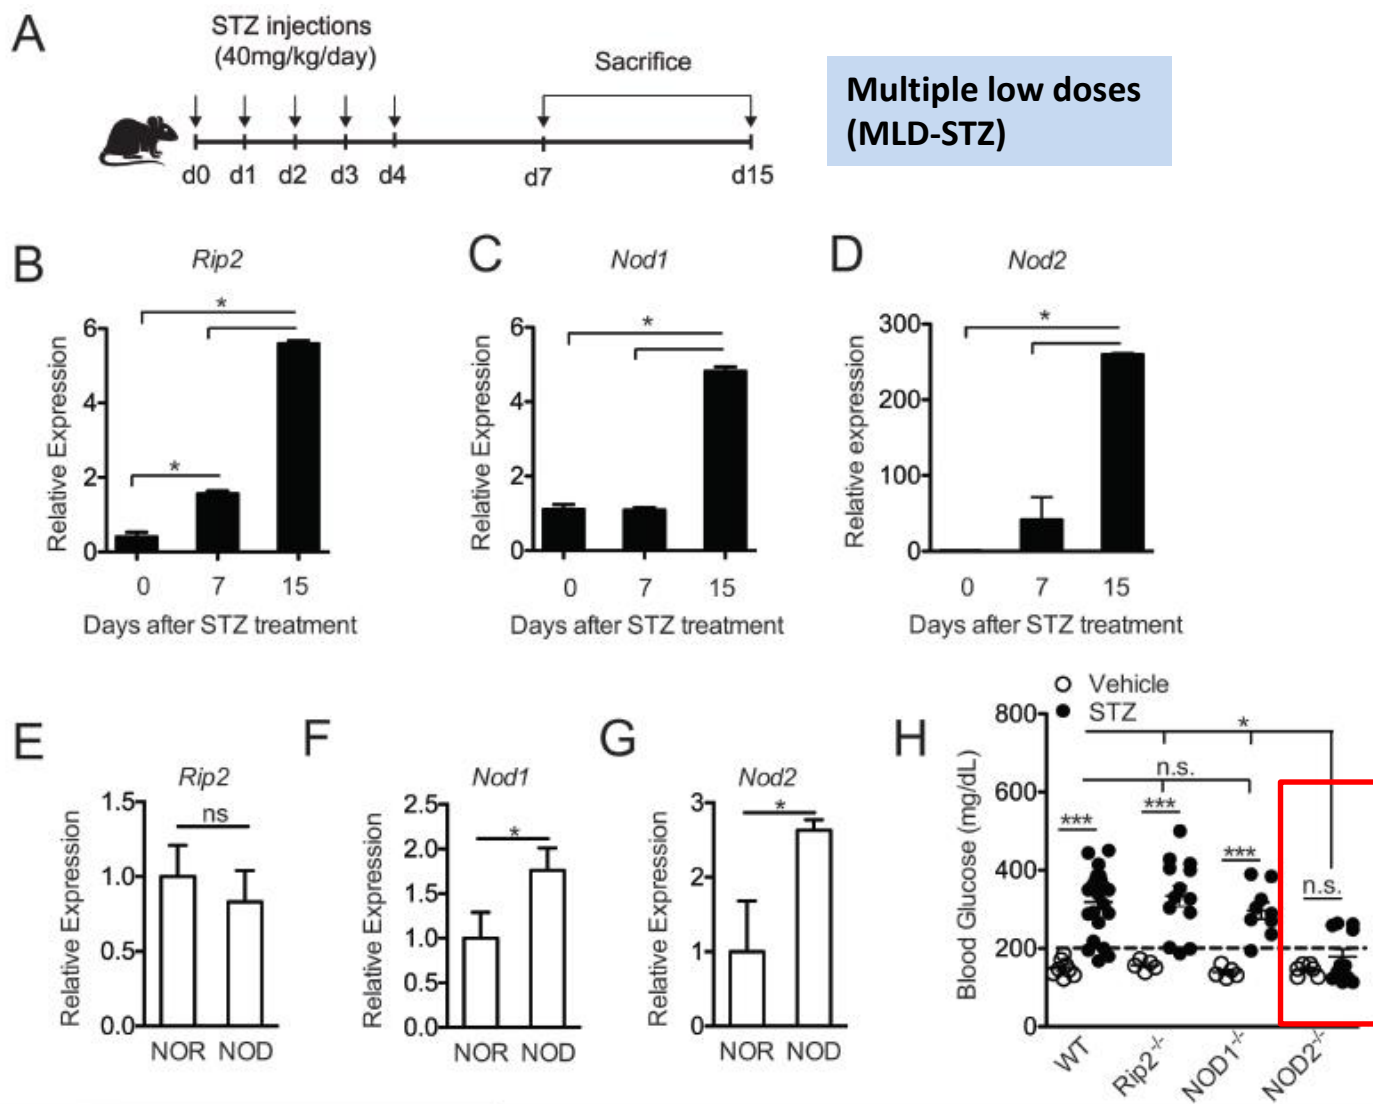 A
STZ injections
(40mg/kg/day)
Sacrifice
d0 d1 d2 d3 d4 d7 d15
Multiple low doses
(MLD-STZ)
B
Rip2
Relative Expression
6
4
2
0
*
*
0 7 15
Days after STZ treatment
C
Nod1
Relative Expression
6
4
2
0
*
0 7 15
Days after STZ treatment
D
Nod2
Relative expression
300
200
100
0
*
0 7 15
Days after STZ treatment
E
Rip2
Relative Expression
1.5
1.0
0.5
0.0
ns
NOR NOD
F
Nod1
Relative Expression
2.5
2.0
1.5
1.0
0.5
0.0
*
NOR NOD
G
Nod2
Relative Expression
3
2
1
0
*
NOR NOD
H
Vehicle
STZ
Blood Glucose (mg/dL)
800
600
400
200
0
*
n.s.
*** *** *** n.s.
WT Rip2-/- NOD1-/- NOD2-/-